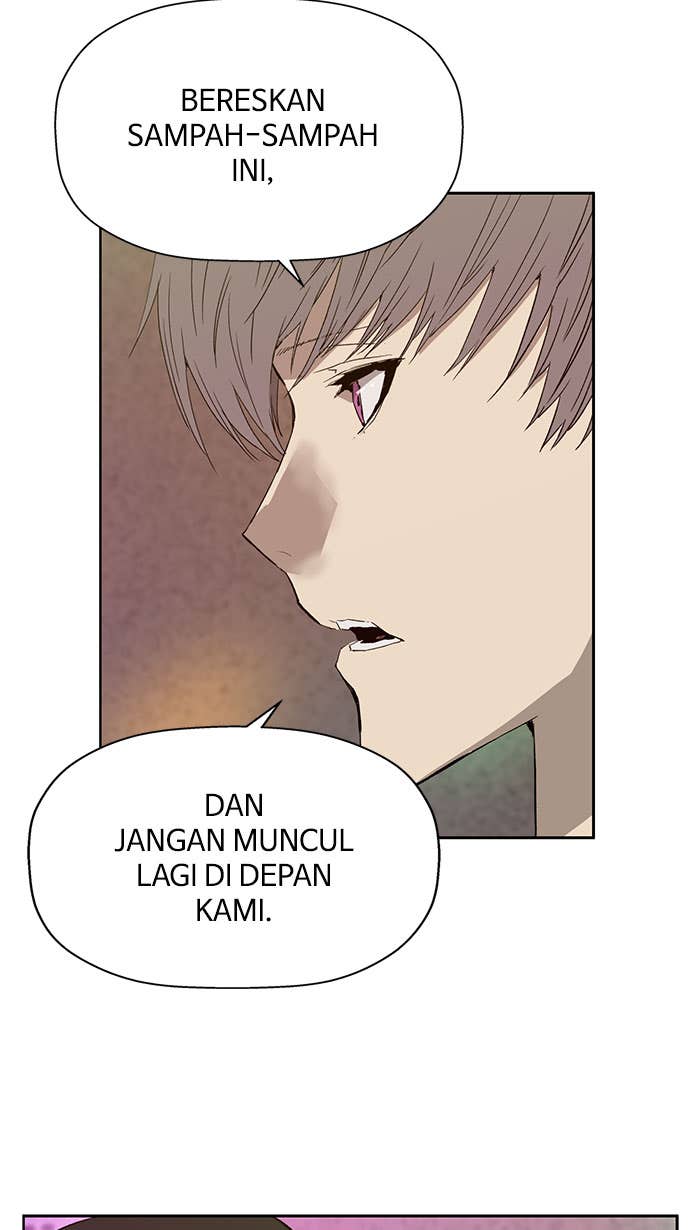 BERESKAN
SAMPAH-SAMPAH
INI,
DAN
JANGAN MUNCUL
LAGI DI DEPAN
KAMI.